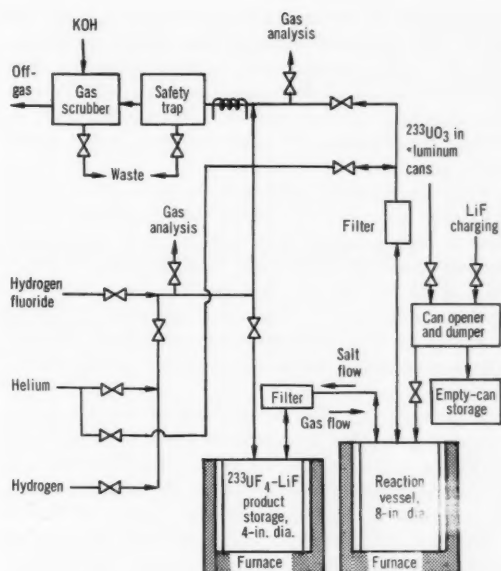 KOH
Off-
gas
Gas
scrubber
Safety
trap
Gas
analysis
Waste
²³³UO₃ in
aluminum
cans
Filter
LiF
charging
Gas
analysis
Hydrogen
fluoride
Can opener
and dumper
Salt
flow
Helium
Filter
Gas flow
Empty-can
storage
Hydrogen
²³³UF₄-LiF
product
storage,
4-in. dia.
Reaction
vessel,
8-in. dia.
Furnace
Furnace